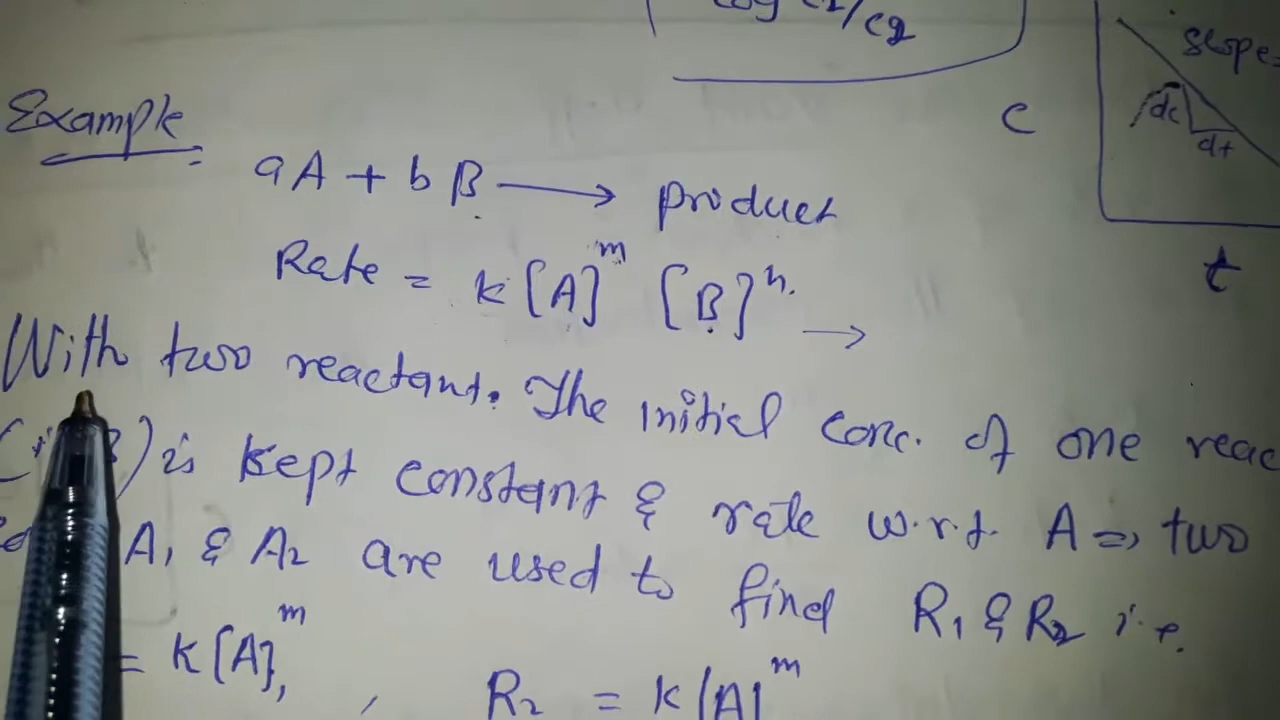 log C1/C2
slope=
Example
aA + bB → product
dc
dt
C
t
Rate = k [A]^m [B]^n. →
With two reactant. The initial conc. of one reac
is kept constant & rate w.r.t. A ⇒ two
A1 & A2 are used to find R1 & R2 i.e.
= K[A]1^m , R2 = K[A]^m